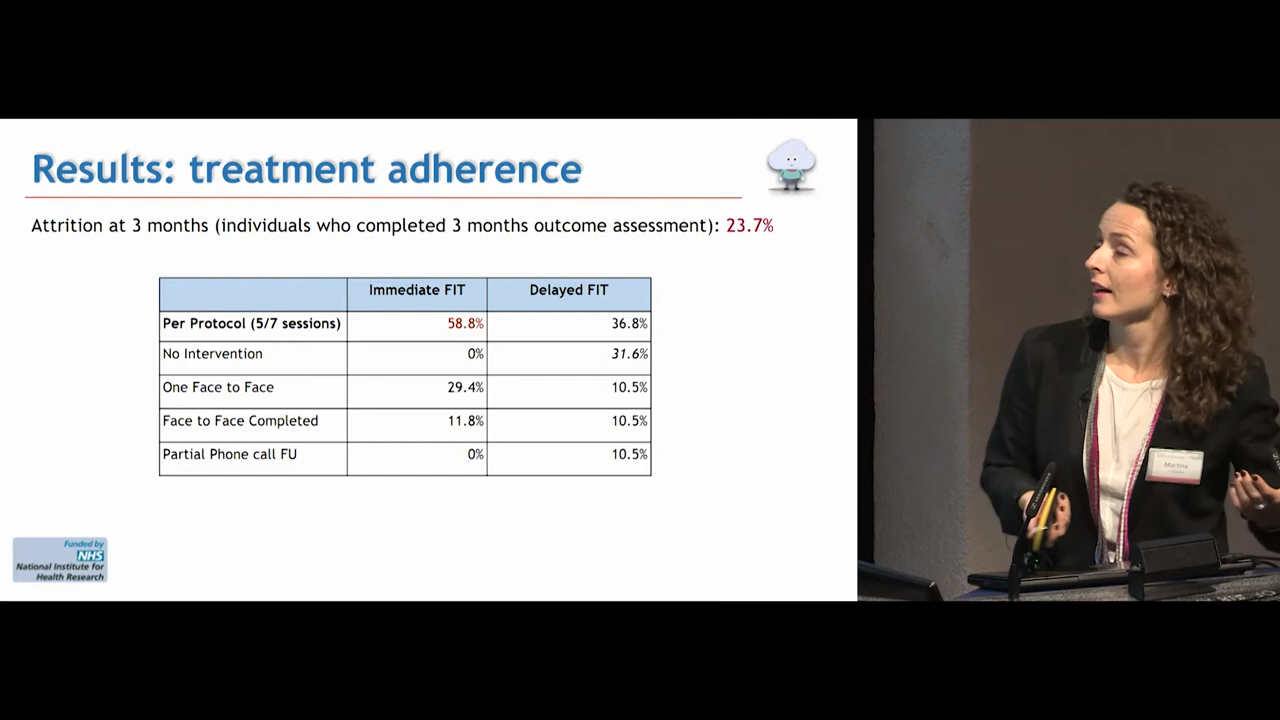 Results: treatment adherence
Attrition at 3 months (individuals who completed 3 months outcome assessment): 23.7%
Immediate FIT Delayed FIT
Per Protocol (5/7 sessions) 58.8% 36.8%
No Intervention 0% 31.6%
One Face to Face 29.4% 10.5%
Face to Face Completed 11.8% 10.5%
Partial Phone call FU 0% 10.5%
Funded by
NHS
National Institute for
Health Research
Martina